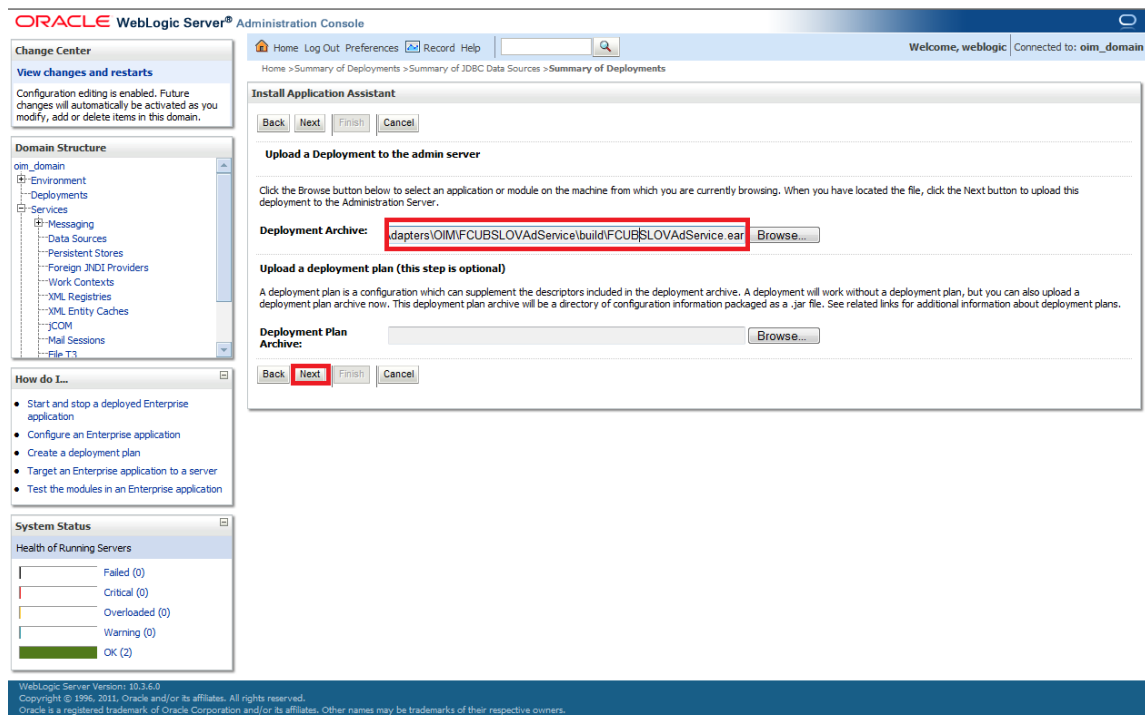 ORACLE WebLogic Server® Administration Console
Change Center
View changes and restarts
Configuration editing is enabled. Future
changes will automatically be activated as you
modify, add or delete items in this domain.
Domain Structure
oim_domain
Environment
Deployments
Services
Messaging
Data Sources
Persistent Stores
Foreign JNDI Providers
Work Contexts
XML Registries
XML Entity Caches
jCOM
Mail Sessions
File T3
How do I...
Start and stop a deployed Enterprise
application
Configure an Enterprise application
Create a deployment plan
Target an Enterprise application to a server
Test the modules in an Enterprise application
System Status
Health of Running Servers
Failed (0)
Critical (0)
Overloaded (0)
Warning (0)
OK (2)
Home Log Out Preferences Record Help
Welcome, weblogic Connected to: oim_domain
Home >Summary of Deployments >Summary of JDBC Data Sources >Summary of Deployments
Install Application Assistant
Back Next Finish Cancel
Upload a Deployment to the admin server
Click the Browse button below to select an application or module on the machine from which you are currently browsing. When you have located the file, click the Next button to upload this
deployment to the Administration Server.
Deployment Archive: \dapters\OIM\FCUBSLOVAdService\build\FCUBSLOVAdService.ear Browse...
Upload a deployment plan (this step is optional)
A deployment plan is a configuration which can supplement the descriptors included in the deployment archive. A deployment will work without a deployment plan, but you can also upload a
deployment plan archive now. This deployment plan archive will be a directory of configuration information packaged as a .jar file. See related links for additional information about deployment plans.
Deployment Plan
Archive: Browse...
Back Next Finish Cancel
WebLogic Server Version: 10.3.6.0
Copyright © 1996, 2011, Oracle and/or its affiliates. All rights reserved.
Oracle is a registered trademark of Oracle Corporation and/or its affiliates. Other names may be trademarks of their respective owners.